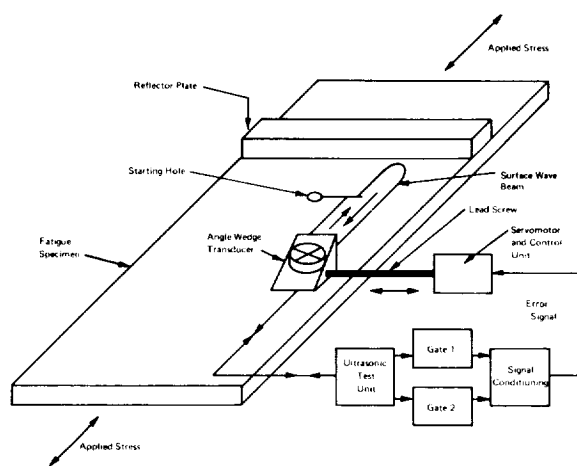 Applied Stress
Reflector Plate
Starting Hole
Surface Wave
Beam
Lead Screw
Angle Wedge
Transducer
Servomotor
and Control
Unit
Fatigue
Specimen
Error
Signal
Ultrasonic
Test
Unit
Gate 1
Gate 2
Signal
Conditioning
Applied Stress